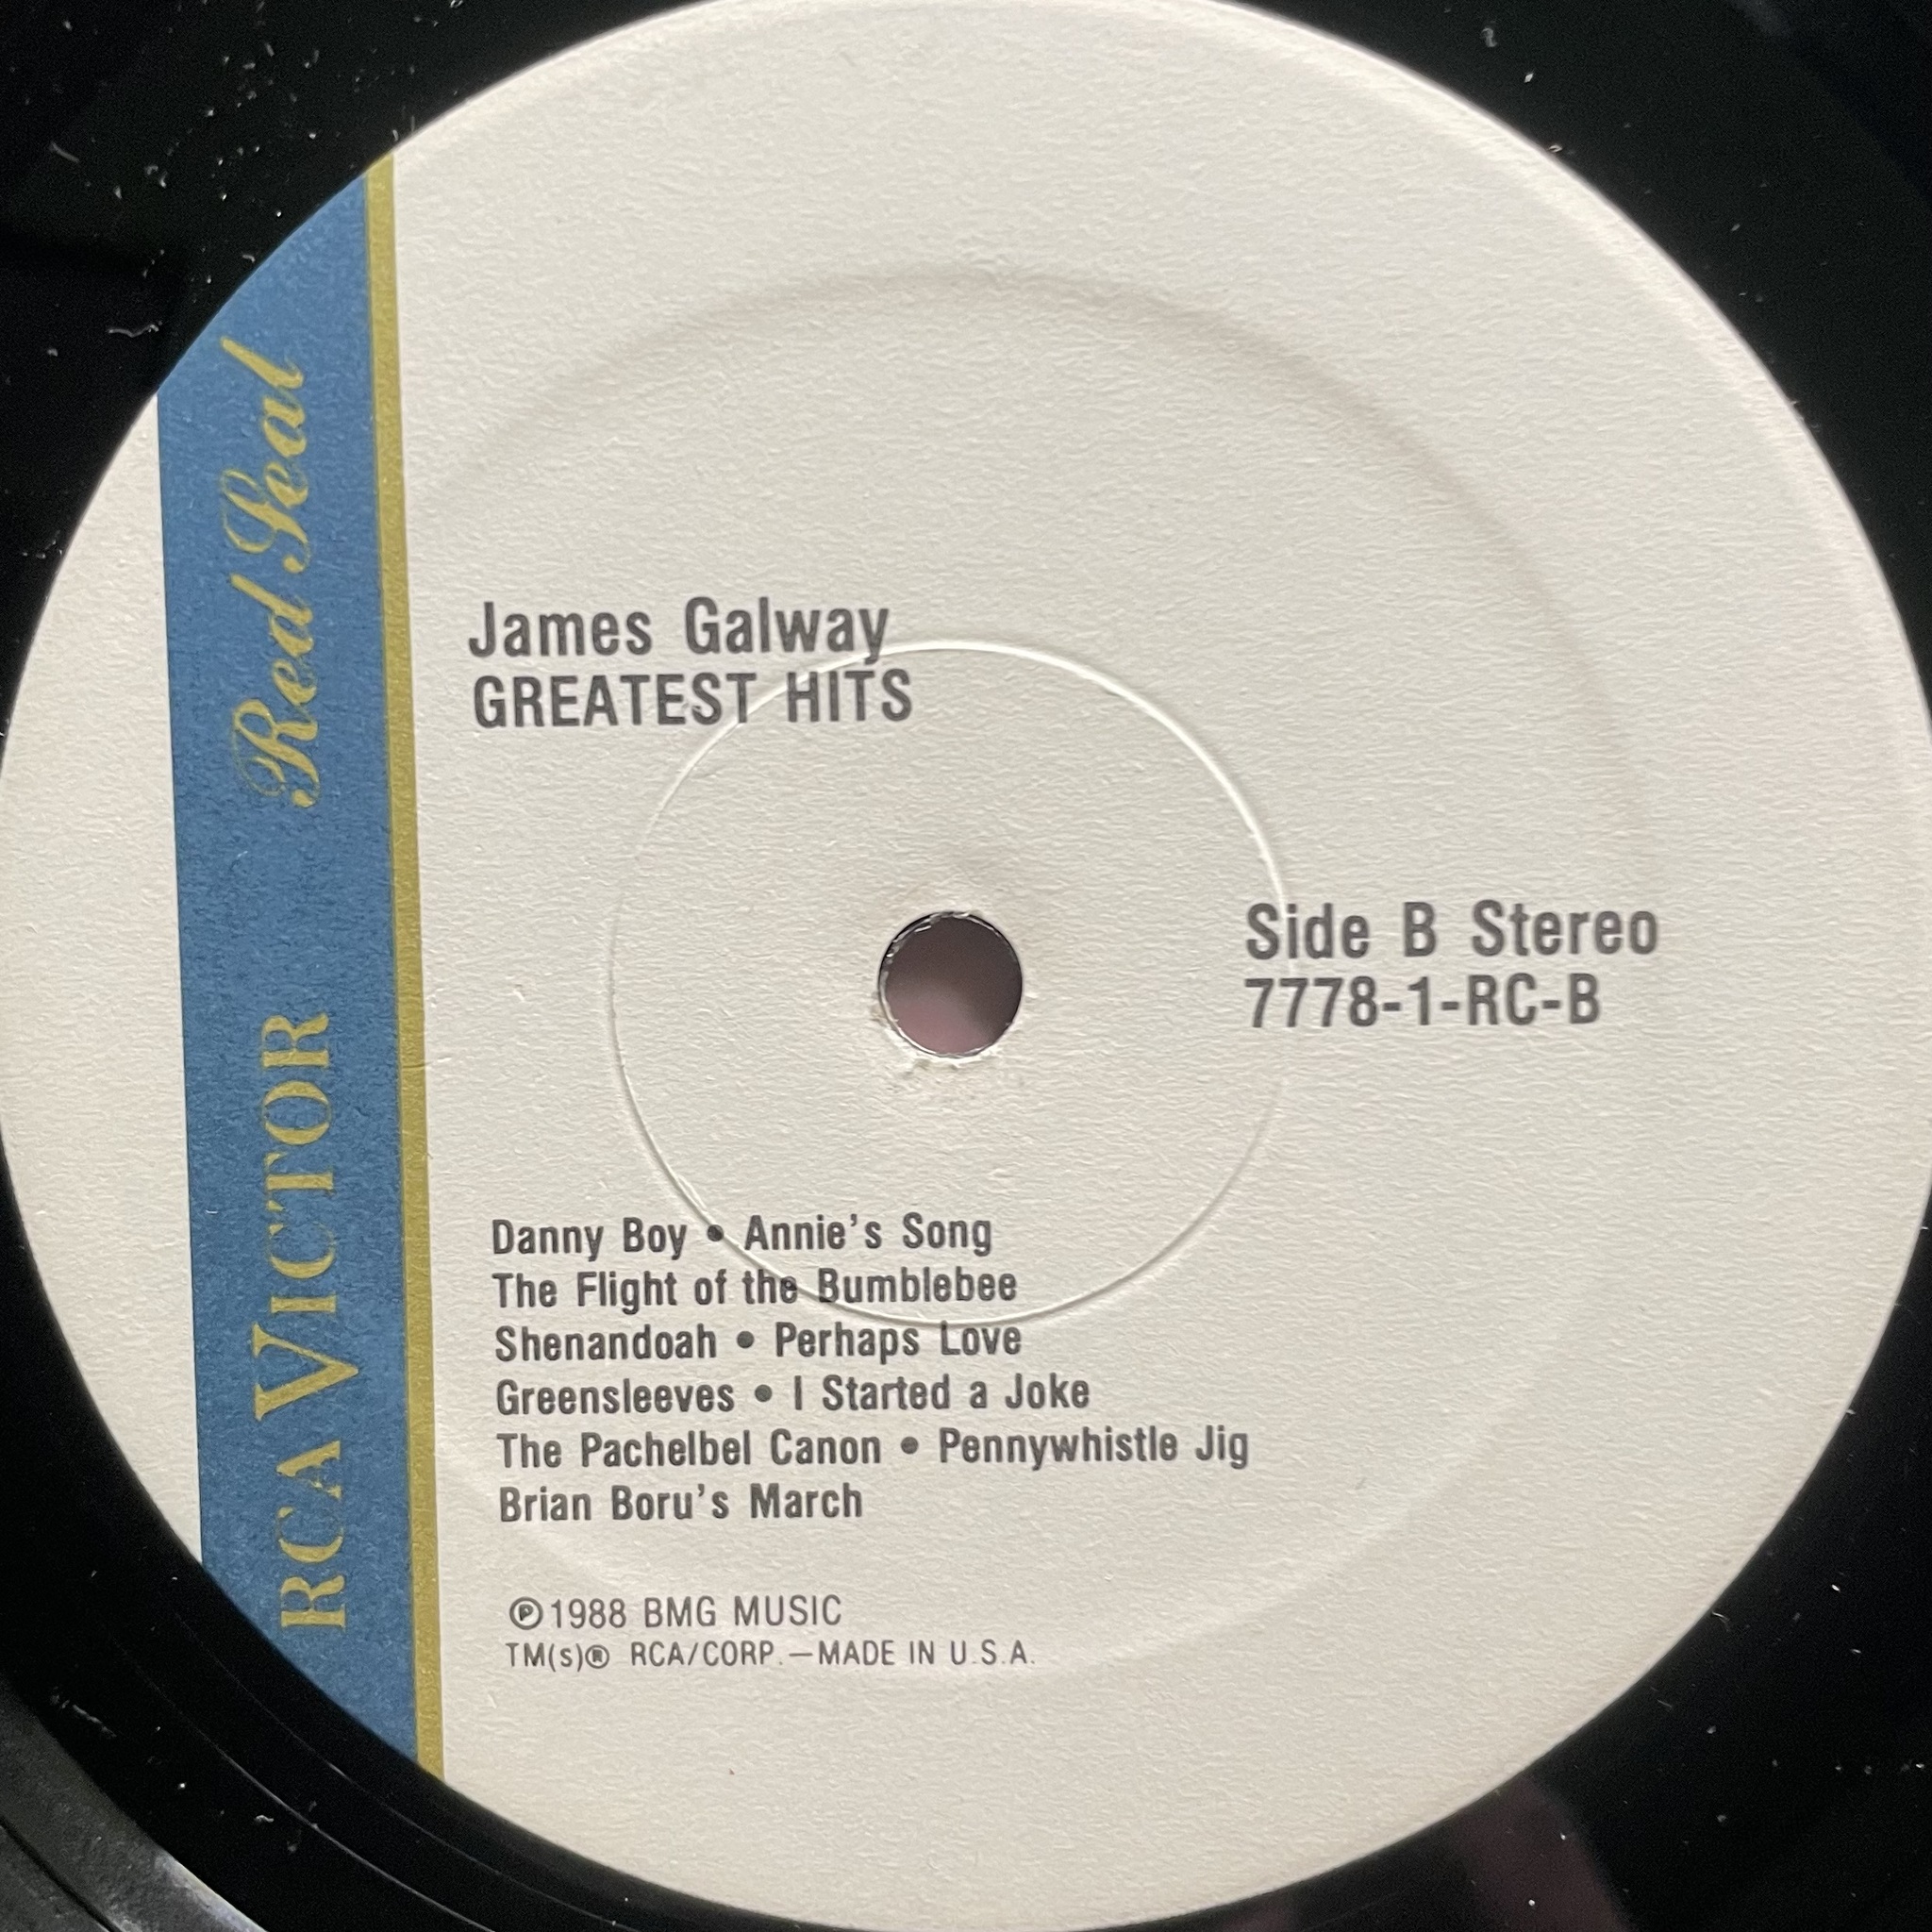 RCA VICTOR Red Seal
James Galway
GREATEST HITS
Side B Stereo
7778-1-RC-B
Danny Boy • Annie's Song
The Flight of the Bumblebee
Shenandoah • Perhaps Love
Greensleeves • I Started a Joke
The Pachelbel Canon • Pennywhistle Jig
Brian Boru's March
℗1988 BMG MUSIC
TM(s)® RCA/CORP.—MADE IN U.S.A.